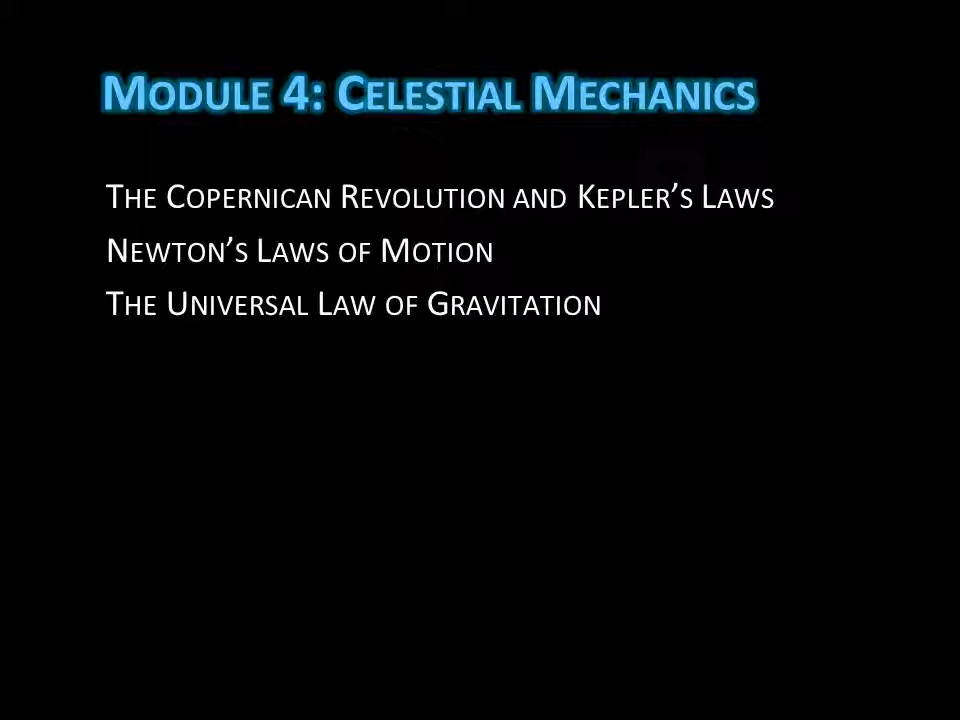 Module 4: Celestial Mechanics
The Copernican Revolution and Kepler’s Laws
Newton’s Laws of Motion
The Universal Law of Gravitation